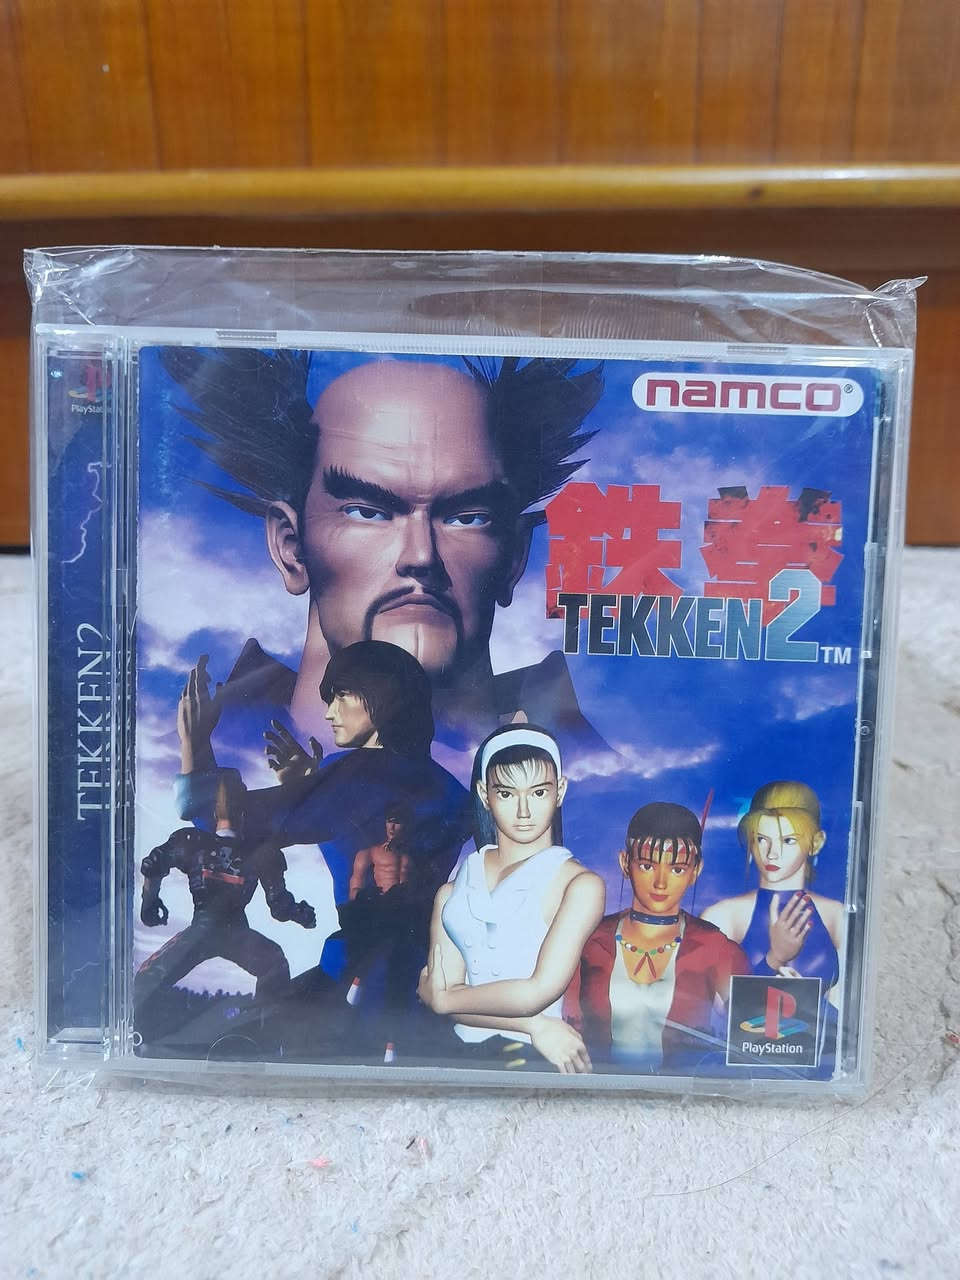 namco®
鉄拳
TEKKEN2™
PlayStation
TEKKEN2
PlayStation